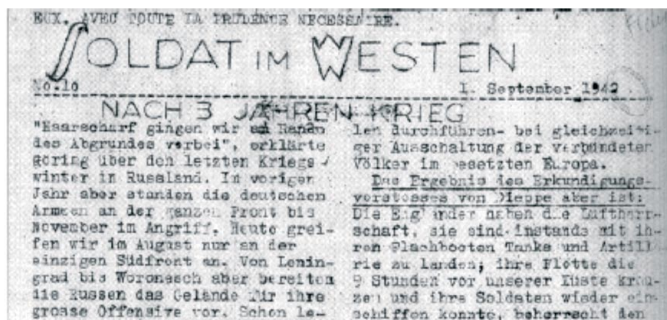 EUX, AVEC TOUTE LA PRUDENCE NECESSAIRE.
SOLDAT IM WESTEN
No.10
1. September 1942
NACH 3 JAHREN KRIEG
"Haarscharf gingen wir am Rande
des Abgrundes vorbei", erklärte
Göring über den letzten Kriegs-
winter in Russland. Im vorigen
Jahr aber standen die deutschen
Armeen an der ganzen Front bis
November im Angriff. Heute grei-
fen wir im August nur an der
einzigen Südfront an. Von Lenin-
grad bis Woronesch aber bereiten
die Russen das Gelände für ihre
grosse Offensive vor. Schon le-
len durchführen- bei gleichzeiti-
ger Ausschaltung der verbündeten
Völker im besetzten Europa.
Das Ergebnis des Erkundigungs-
vorstosses von Dieppe aber ist:
Die Engländer haben die Luftherr-
schaft, sie sind instands mit ih-
ren Flachbooten Tanks und Artille
rie zu landen; ihre Flotte die
9 Stunden vor unserer Küste kreu-
zen und ihre Soldaten wieder ein-
schiffen konnte, beherrscht den